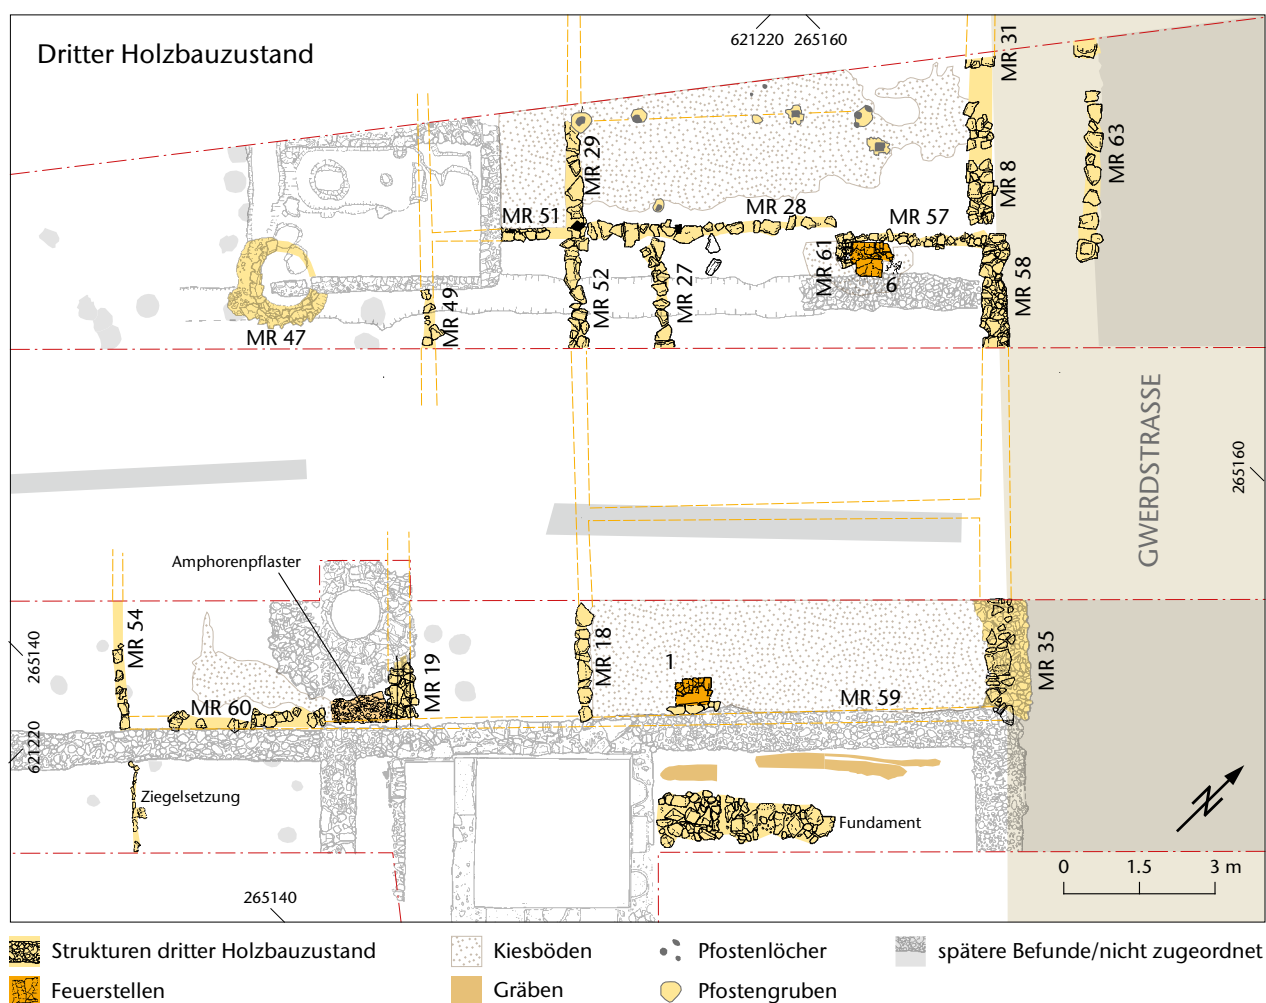 Dritter Holzbauzustand
621220
265160
MR 31
MR 63
MR 29
MR 8
MR 51
MR 28
MR 57
MR 61
6
MR 58
MR 49
MR 52
MR 27
MR 47
GWERDSTRASSE
265160
Amphorenpflaster
265140
MR 54
MR 19
MR 18
1
MR 35
MR 60
MR 59
621220
Ziegelsetzung
Fundament
N
265140
0 1.5 3 m
Strukturen dritter Holzbauzustand
Kiesböden
Pfostenlöcher
spätere Befunde/nicht zugeordnet
Feuerstellen
Gräben
Pfostengruben